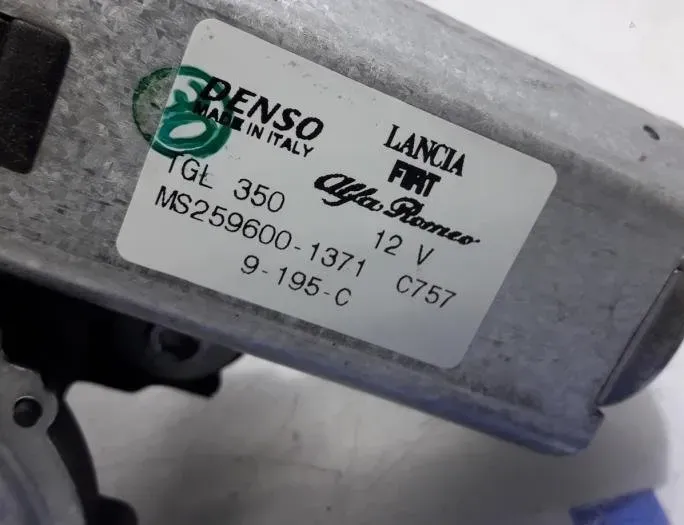 DENSO
MADE IN ITALY
LANCIA
FIAT
Alfa Romeo
TGL 350
12 V
MS259600-1371
C757
9-195-C